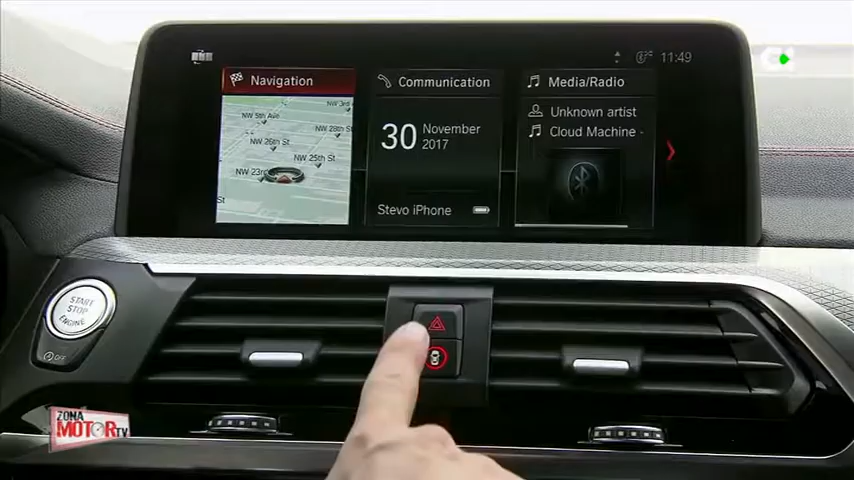 11:49
Navigation
Communication
Media/Radio
NW 5th Ave
NW 3rd
NW 28th St
NW 26th St
NW 25th St
NW 23rd
30
November
2017
Unknown artist
Cloud Machine
Stevo iPhone
START
STOP
ENGINE
OFF
ZONA
MOTOR TV